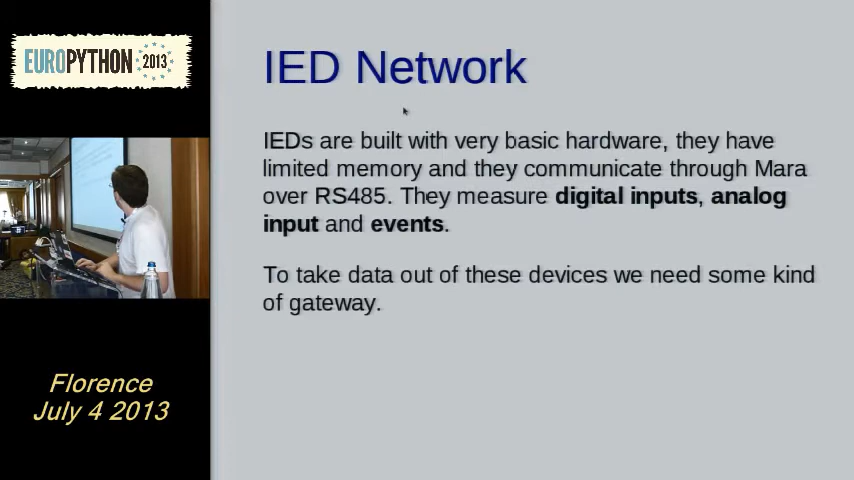 EUROPYTHON 2013
IED Network
IEDs are built with very basic hardware, they have
limited memory and they communicate through Mara
over RS485. They measure digital inputs, analog
input and events.
To take data out of these devices we need some kind
of gateway.
Florence
July 4 2013